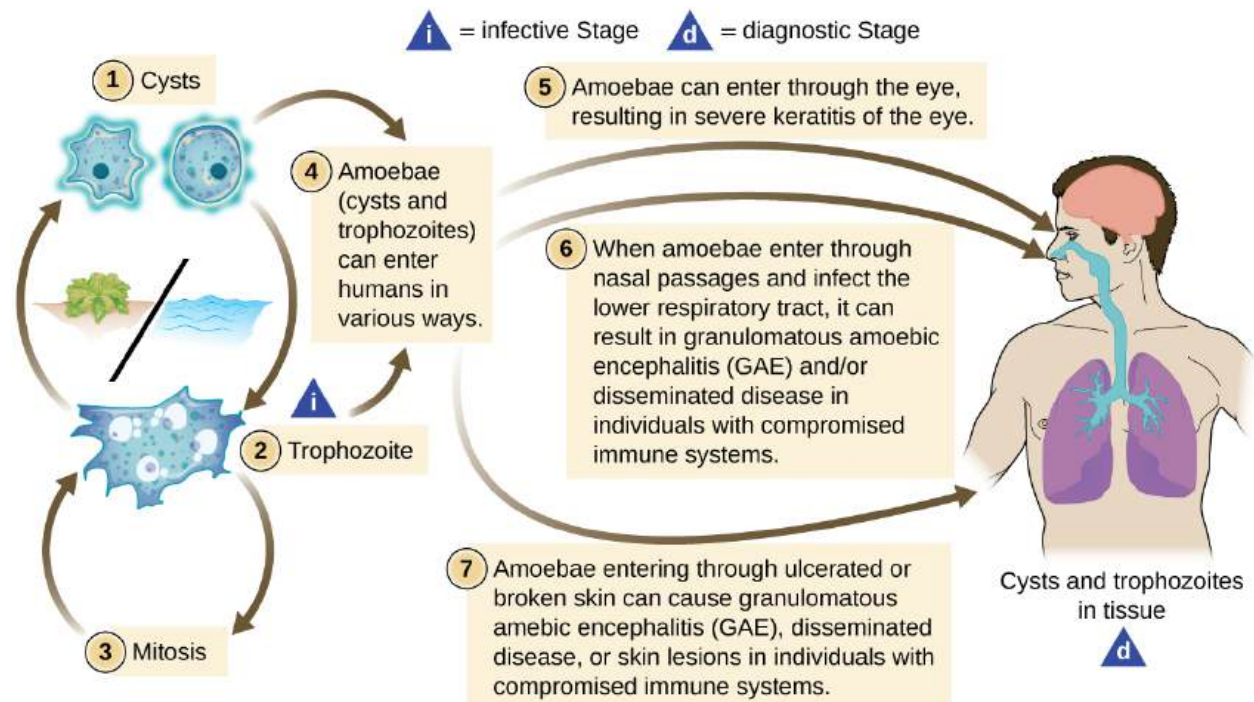 i = infective Stage d = diagnostic Stage
1 Cysts
5 Amoebae can enter through the eye,
resulting in severe keratitis of the eye.
4 Amoebae
(cysts and
trophozoites)
can enter
humans in
various ways.
6 When amoebae enter through
nasal passages and infect the
lower respiratory tract, it can
result in granulomatous amoebic
encephalitis (GAE) and/or
disseminated disease in
individuals with compromised
immune systems.
i
2 Trophozoite
7 Amoebae entering through ulcerated or
broken skin can cause granulomatous
amebic encephalitis (GAE), disseminated
disease, or skin lesions in individuals with
compromised immune systems.
3 Mitosis
Cysts and trophozoites
in tissue
d